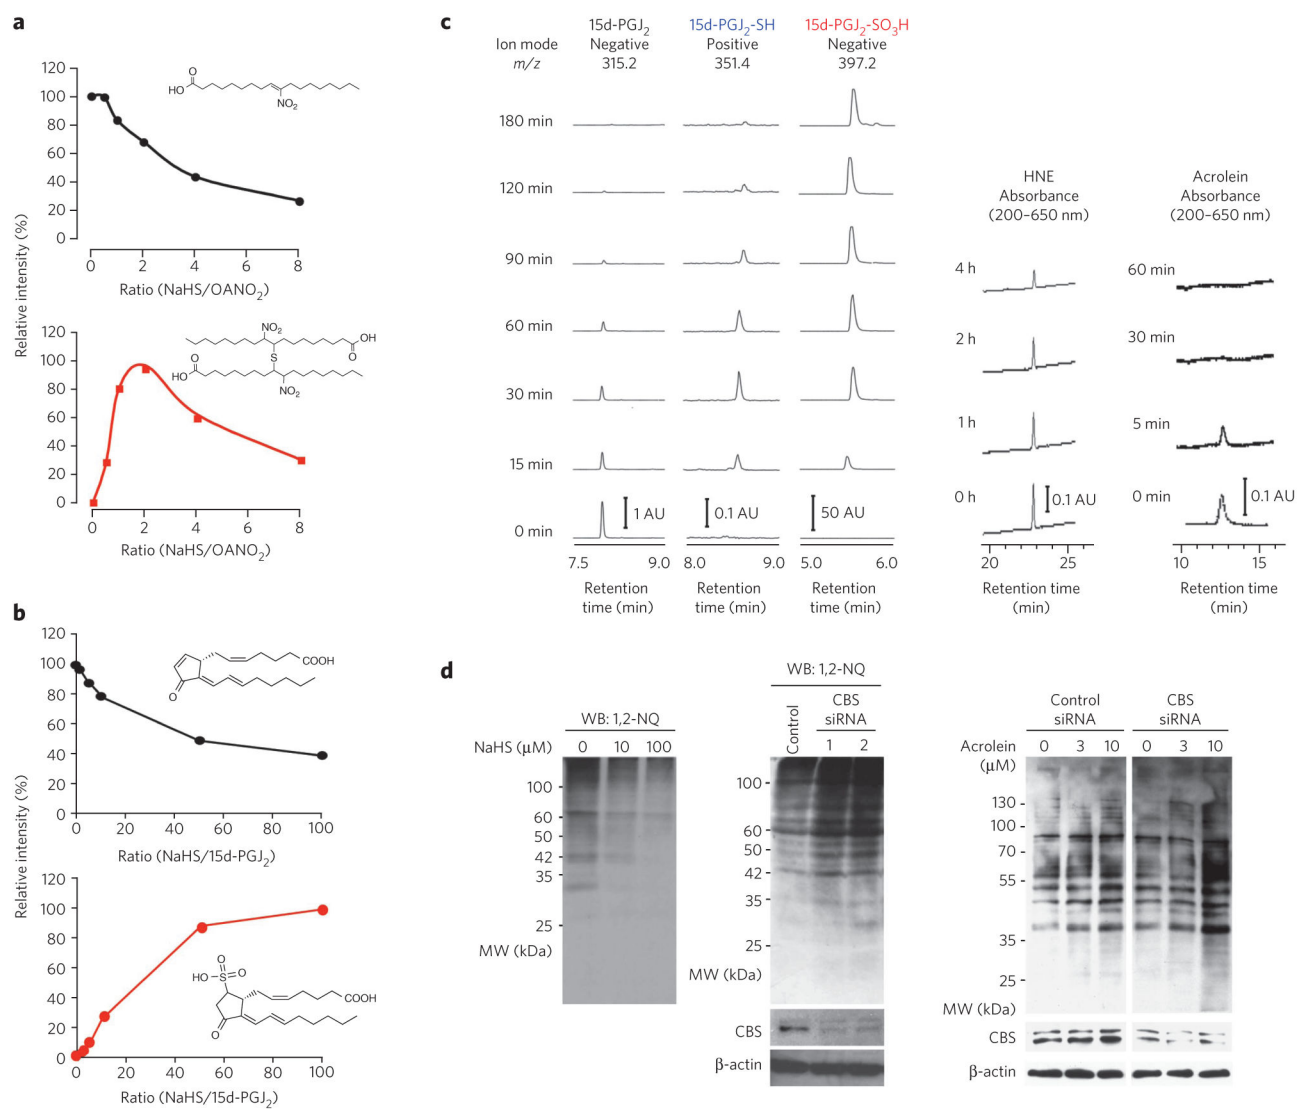 a
120
100
80
60
40
20
0
0 2 4 6 8
Ratio (NaHS/OANO2)
O
HO
NO2
Relative intensity (%)
120
100
80
60
40
20
0
0 2 4 6 8
Ratio (NaHS/OANO2)
NO2
OH
O
O
S
HO
NO2
b
120
100
80
60
40
20
0
0 20 40 60 80 100
Ratio (NaHS/15d-PGJ2)
COOH
O
Relative intensity (%)
120
100
80
60
40
20
0
0 20 40 60 80 100
Ratio (NaHS/15d-PGJ2)
O
HO S O
COOH
O
c
15d-PGJ2 15d-PGJ2-SH 15d-PGJ2-SO3H
Ion mode Negative Positive Negative
m/z 315.2 351.4 397.2
180 min
120 min
90 min
60 min
30 min
15 min
0 min
1 AU 0.1 AU 50 AU
7.5 9.0 8.0 9.0 5.0 6.0
Retention time (min) Retention time (min) Retention time (min)
HNE
Absorbance
(200–650 nm)
4 h
2 h
1 h
0 h
0.1 AU
20 25
Retention time
(min)
Acrolein
Absorbance
(200–650 nm)
60 min
30 min
5 min
0 min
0.1 AU
10 15
Retention time
(min)
d
WB: 1,2-NQ
NaHS (μM) 0 10 100
100
60
50
42
35
25
MW (kDa)
WB: 1,2-NQ
Control
CBS
siRNA
1 2
100
60
50
42
35
25
MW (kDa)
CBS
β-actin
Control
siRNA
CBS
siRNA
Acrolein 0 3 10 0 3 10
(μM)
130
100
70
55
35
25
MW (kDa)
CBS
β-actin